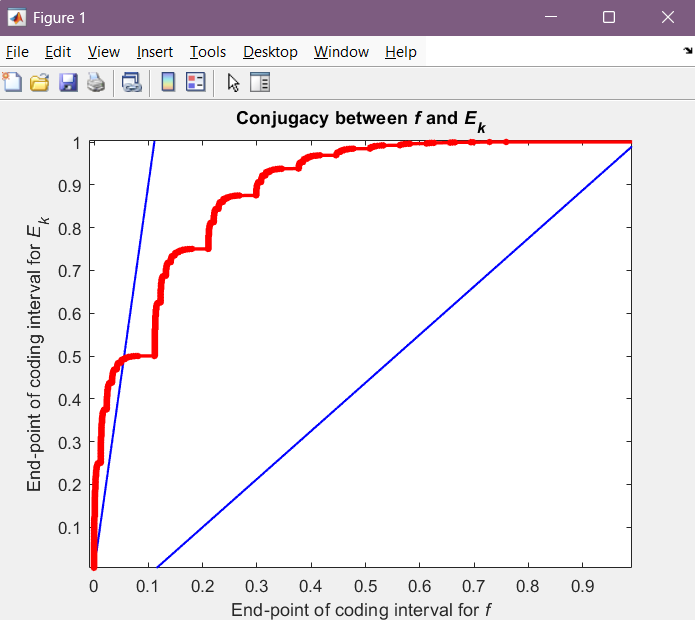 Figure 1
File Edit View Insert Tools Desktop Window Help
Conjugacy between f and E_k
1
0.9
0.8
0.7
0.6
0.5
0.4
0.3
0.2
0.1
End-point of coding interval for E_k
0 0.1 0.2 0.3 0.4 0.5 0.6 0.7 0.8 0.9
End-point of coding interval for f